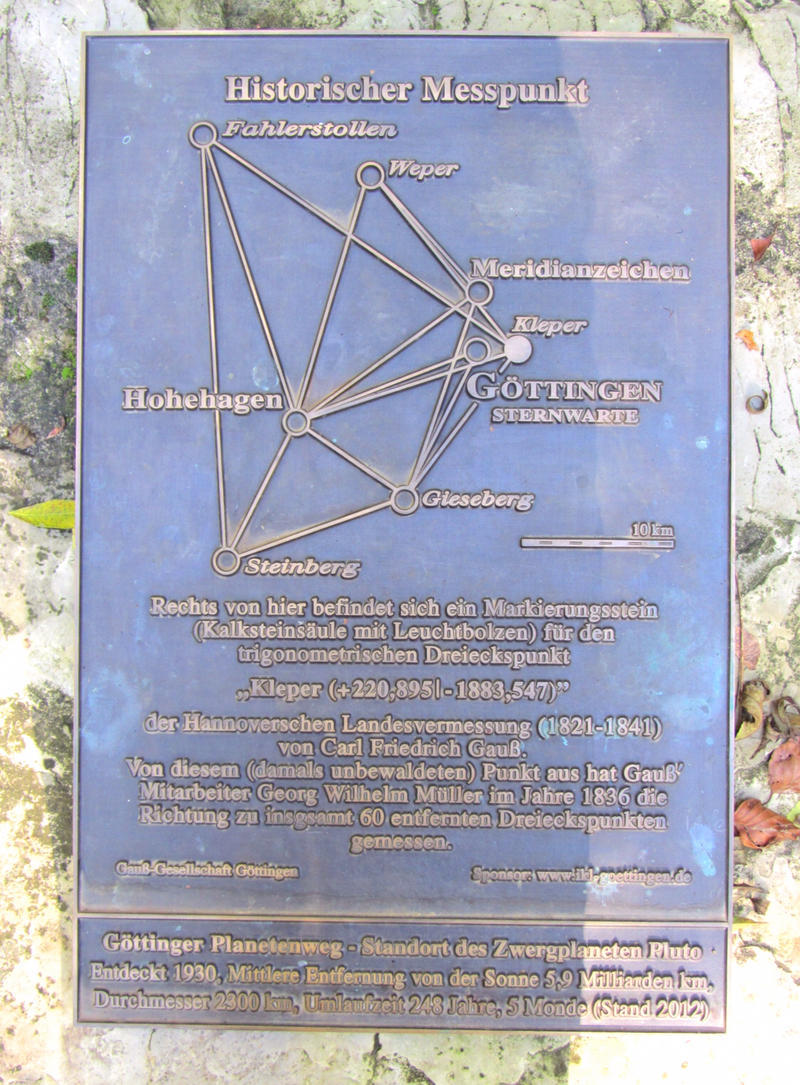 Historischer Messpunkt
Fahlerstollen
Weper
Meridianzeichen
Kleper
Hohehagen
GÖTTINGEN
STERNWARTE
Gieseberg
10 km
Steinberg
Rechts von hier befindet sich ein Markierungsstein
(Kalksteinsäule mit Leuchtbolzen) für den
trigonometrischen Dreieckspunkt
„Kleper (+220,895|-1883,547)”
der Hannoverschen Landesvermessung (1821-1841)
von Carl Friedrich Gauß.
Von diesem (damals unbewaldeten) Punkt aus hat Gauß'
Mitarbeiter Georg Wilhelm Müller im Jahre 1836 die
Richtung zu insgsamt 60 entfernten Dreieckspunkten
gemessen.
Gauß-Gesellschaft Göttingen Sponsor: www.ikl-goettingen.de
Göttinger Planetenweg - Standort des Zwergplaneten Pluto
Entdeckt 1930, Mittlere Entfernung von der Sonne 5,9 Milliarden km,
Durchmesser 2300 km, Umlaufzeit 248 Jahre, 5 Monde (Stand 2012)